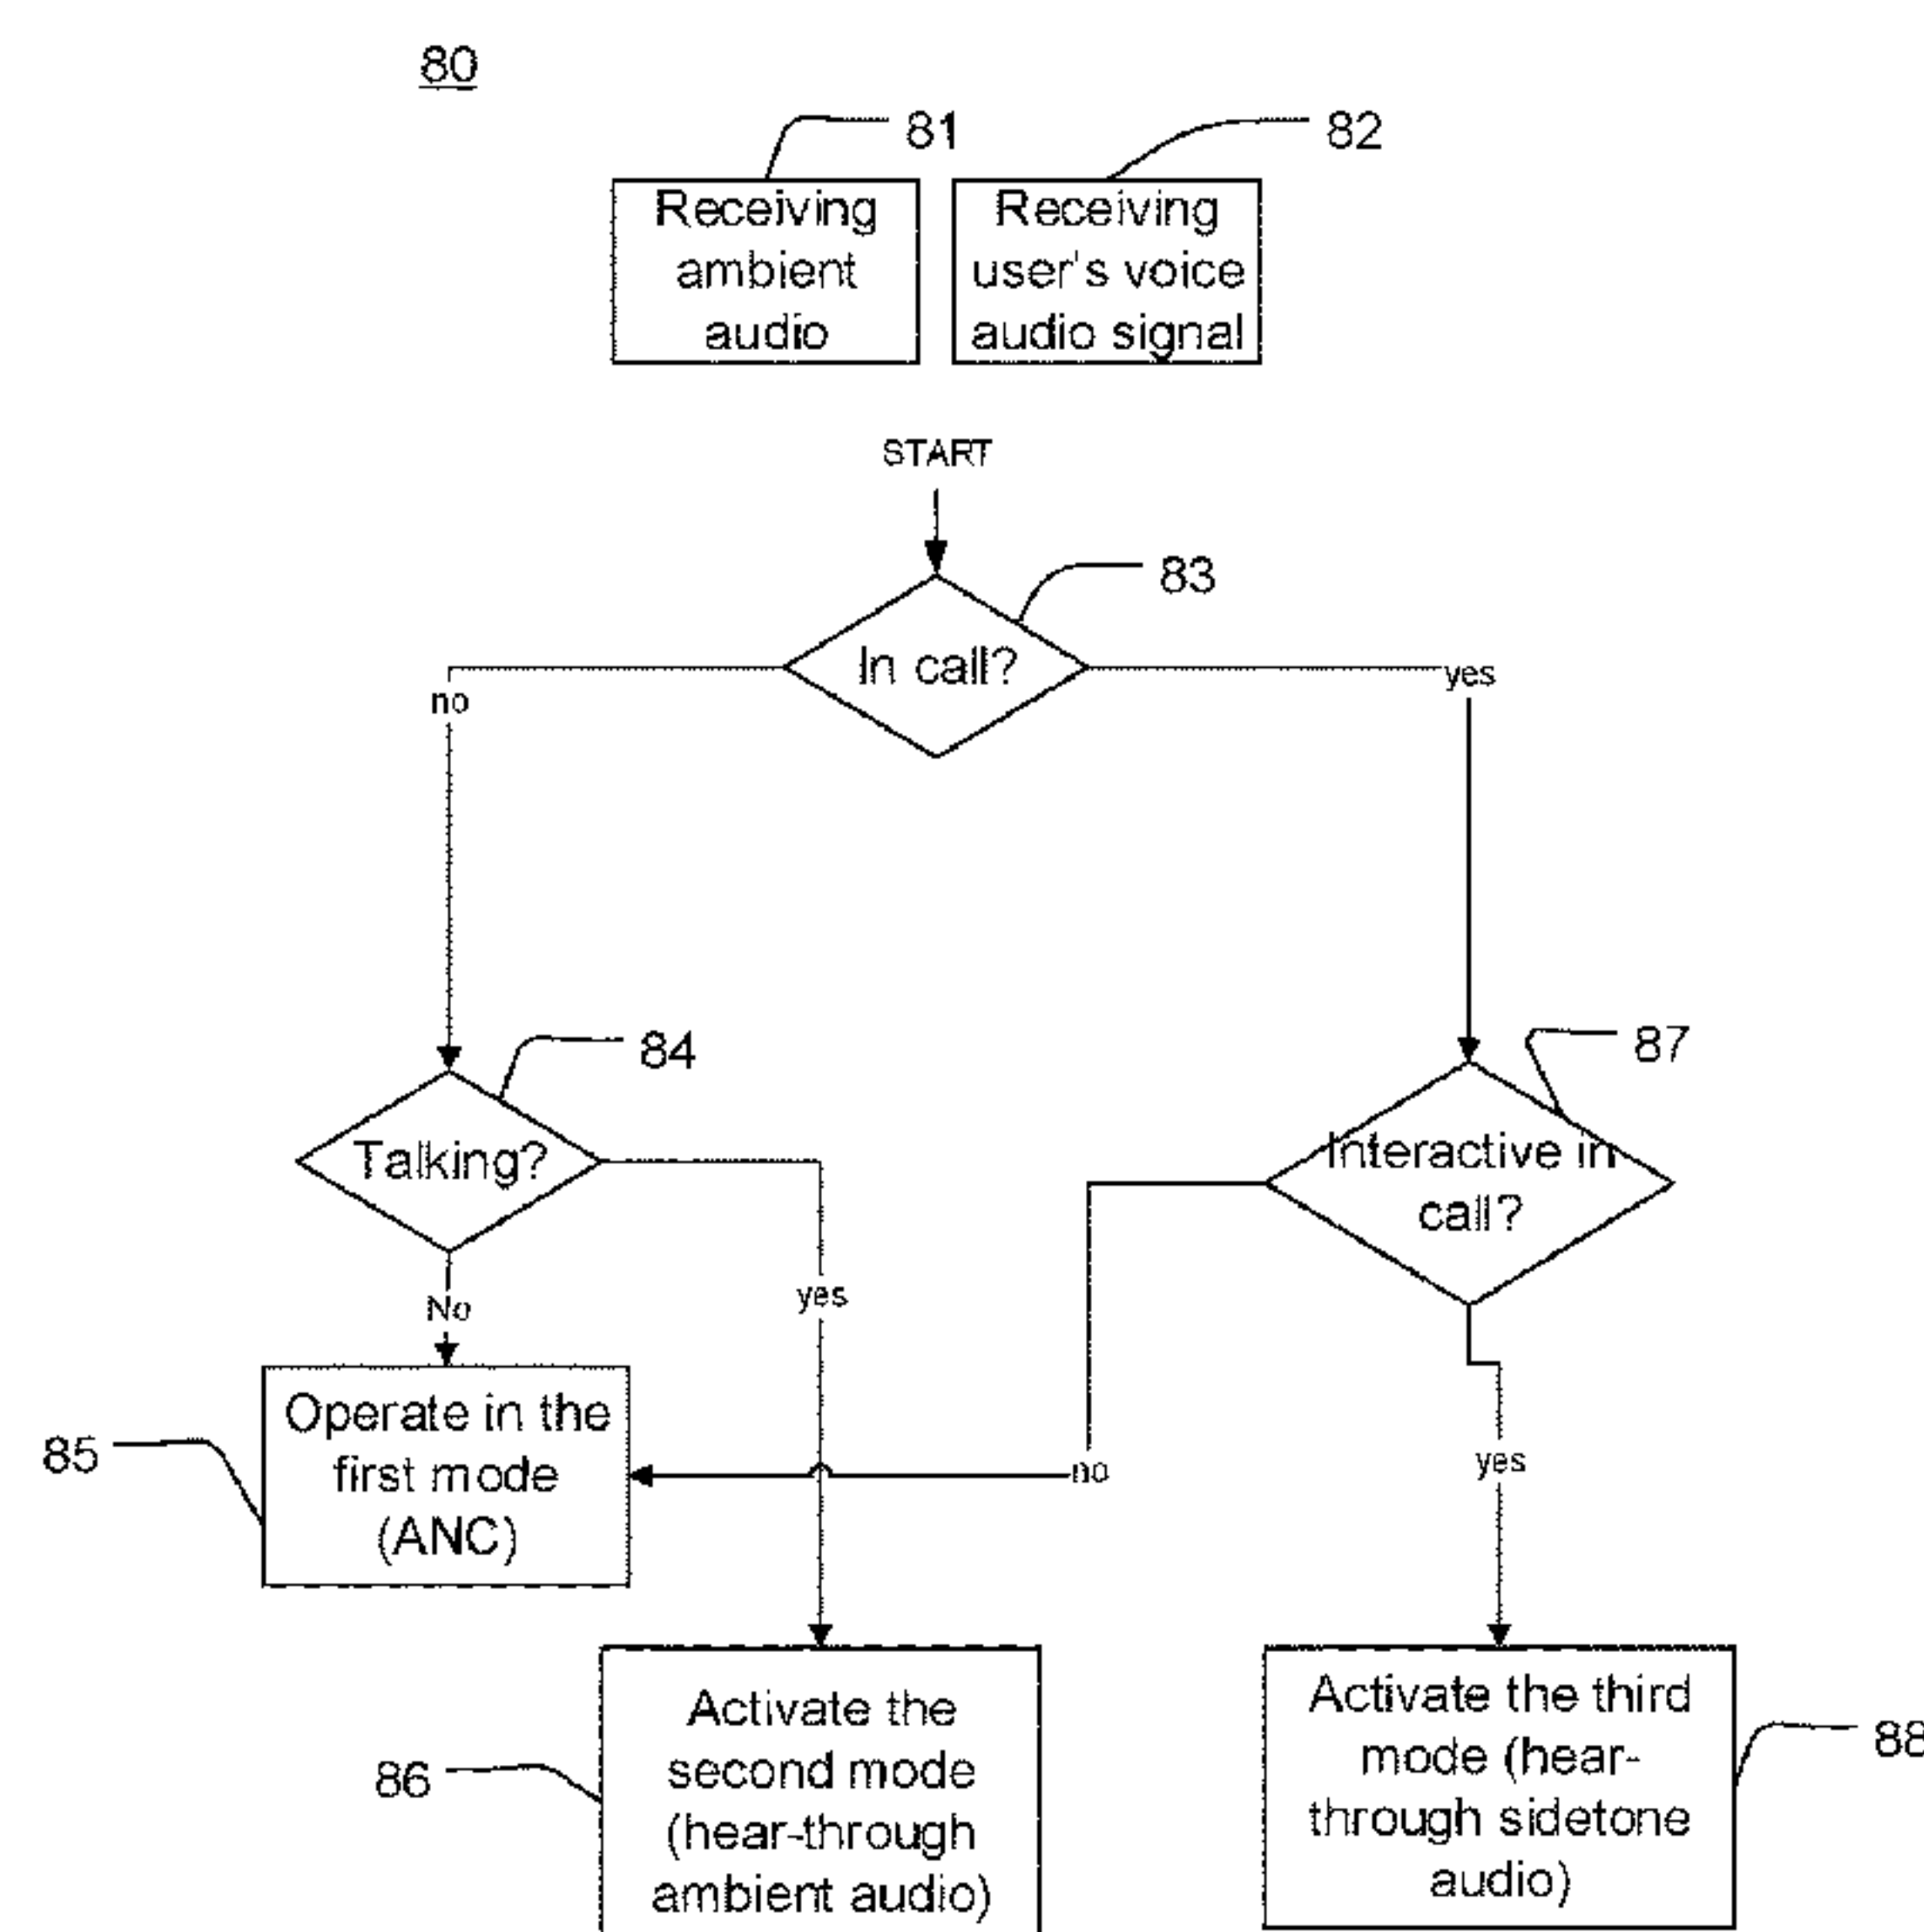 80
81
82
Receiving
ambient
audio
Receiving
user's voice
audio signal
START
83
In call?
no
yes
84
87
Talking?
Interactive in
call?
yes
No
Operate in the
first mode
(ANC)
85
no
yes
Activate the
second mode
(hear-through
ambient audio)
86
Activate the third
mode (hear-
through sidetone
audio)
88